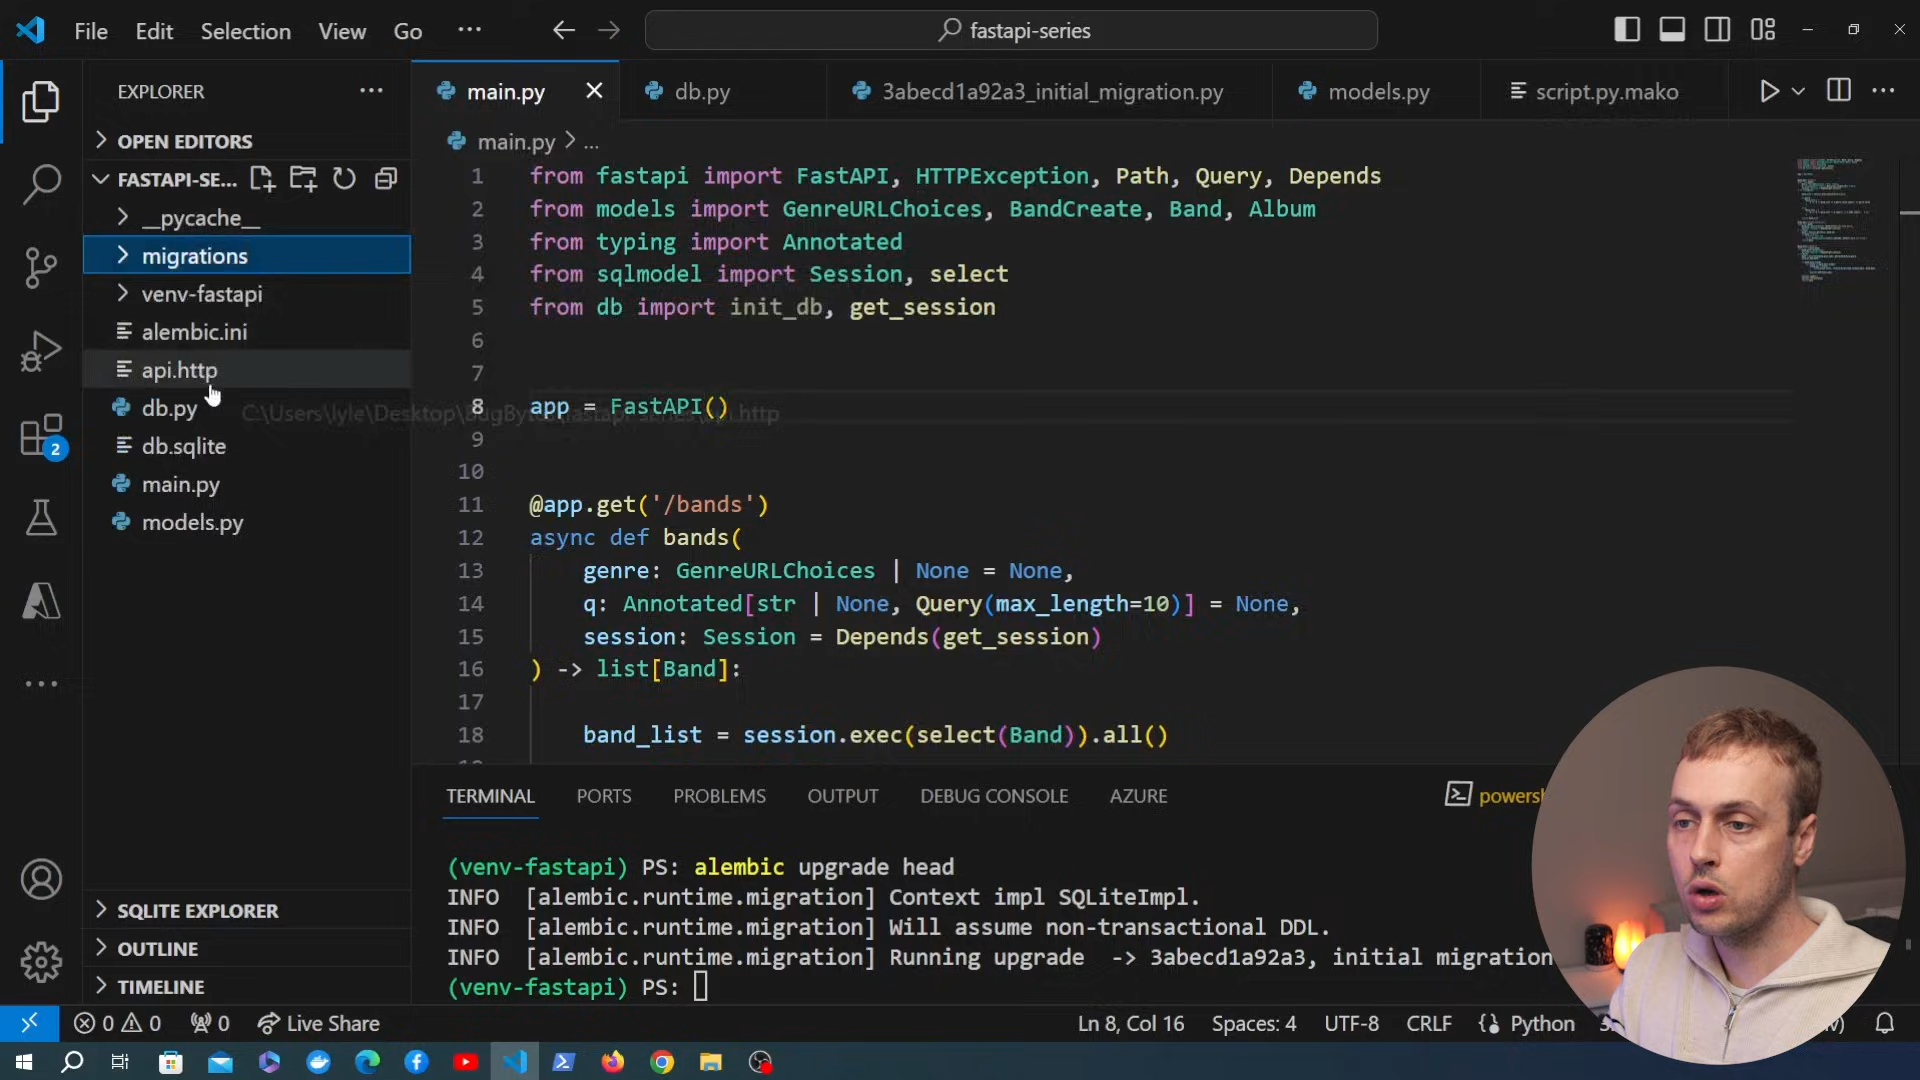 File Edit Selection View Go ...
fastapi-series
EXPLORER
OPEN EDITORS
FASTAPI-SE...
__pycache__
migrations
venv-fastapi
alembic.ini
api.http
db.py
db.sqlite
main.py
models.py
SQLITE EXPLORER
OUTLINE
TIMELINE
main.py db.py 3abecd1a92a3_initial_migration.py models.py script.py.mako
main.py > ...
1 from fastapi import FastAPI, HTTPException, Path, Query, Depends
2 from models import GenreURLChoices, BandCreate, Band, Album
3 from typing import Annotated
4 from sqlmodel import Session, select
5 from db import init_db, get_session
6
7
8 app = FastAPI()
9
10
11 @app.get('/bands')
12 async def bands(
13 genre: GenreURLChoices | None = None,
14 q: Annotated[str | None, Query(max_length=10)] = None,
15 session: Session = Depends(get_session)
16 ) -> list[Band]:
17
18 band_list = session.exec(select(Band)).all()
TERMINAL PORTS PROBLEMS OUTPUT DEBUG CONSOLE AZURE
powersh
(venv-fastapi) PS: alembic upgrade head
INFO [alembic.runtime.migration] Context impl SQLiteImpl.
INFO [alembic.runtime.migration] Will assume non-transactional DDL.
INFO [alembic.runtime.migration] Running upgrade -> 3abecd1a92a3, initial migration
(venv-fastapi) PS:
2
0 0 0 Live Share
Ln 8, Col 16 Spaces: 4 UTF-8 CRLF Python